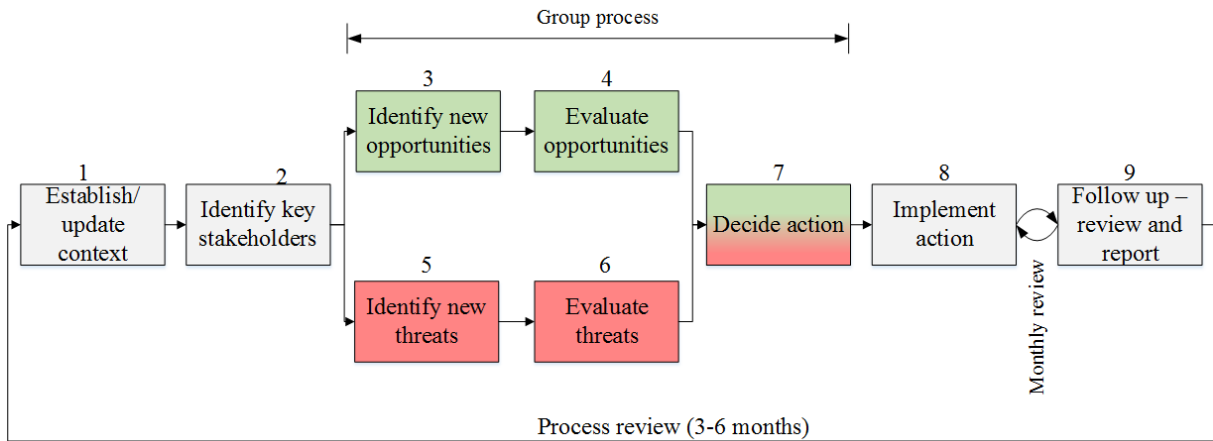 Group process
3
Identify new
opportunities
4
Evaluate
opportunities
1
Establish/
update
context
2
Identify key
stakeholders
5
Identify new
threats
6
Evaluate
threats
7
Decide action
8
Implement
action
9
Follow up –
review and
report
Monthly review
Process review (3-6 months)